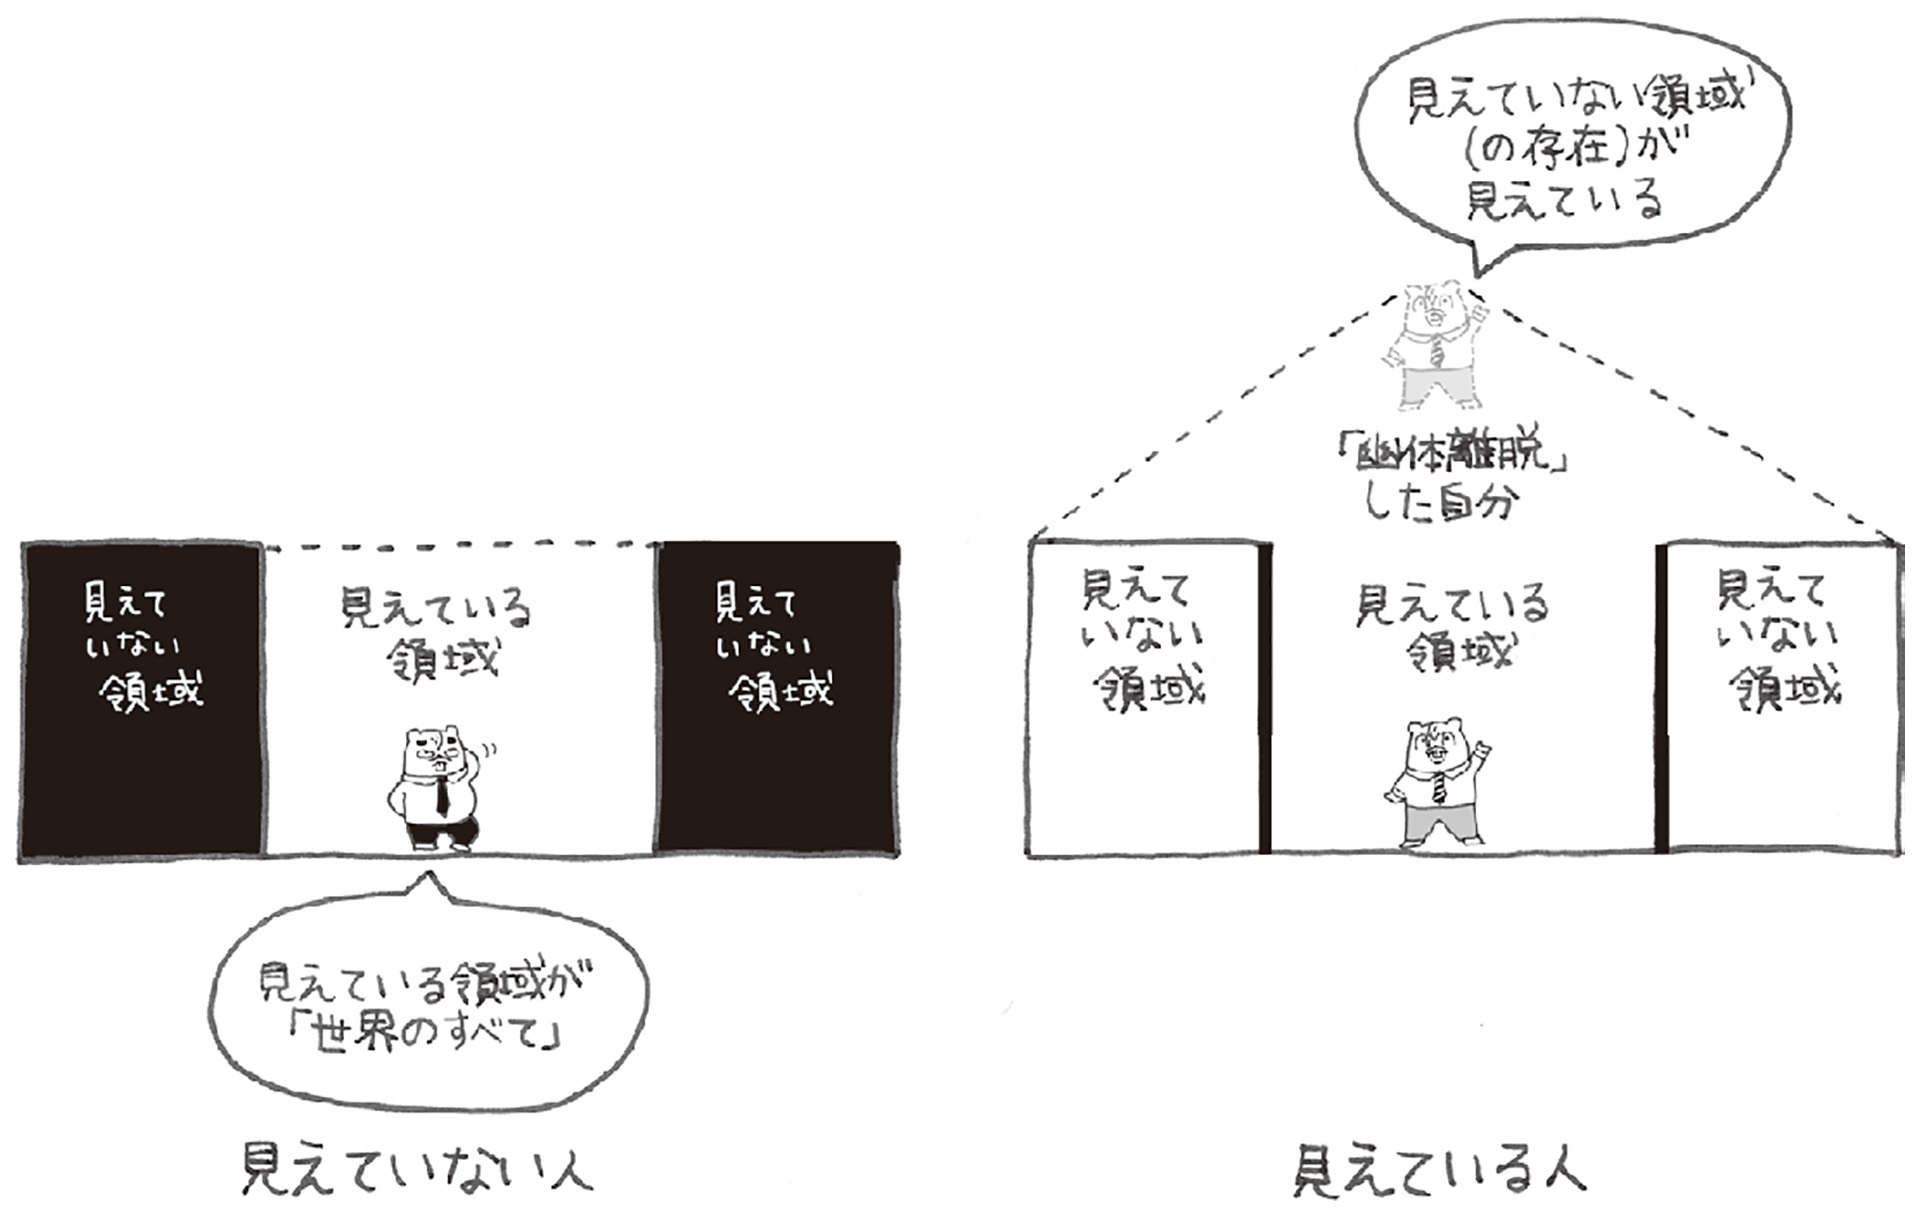 見えて
いない
領域
見えている
領域
見えて
いない
領域
見えている領域が
「世界のすべて」
見えていない人
見えていない領域
(の存在)が
見えている
「幽体離脱」
した自分
見えて
いない
領域
見えている
領域
見えて
いない
領域
見えている人